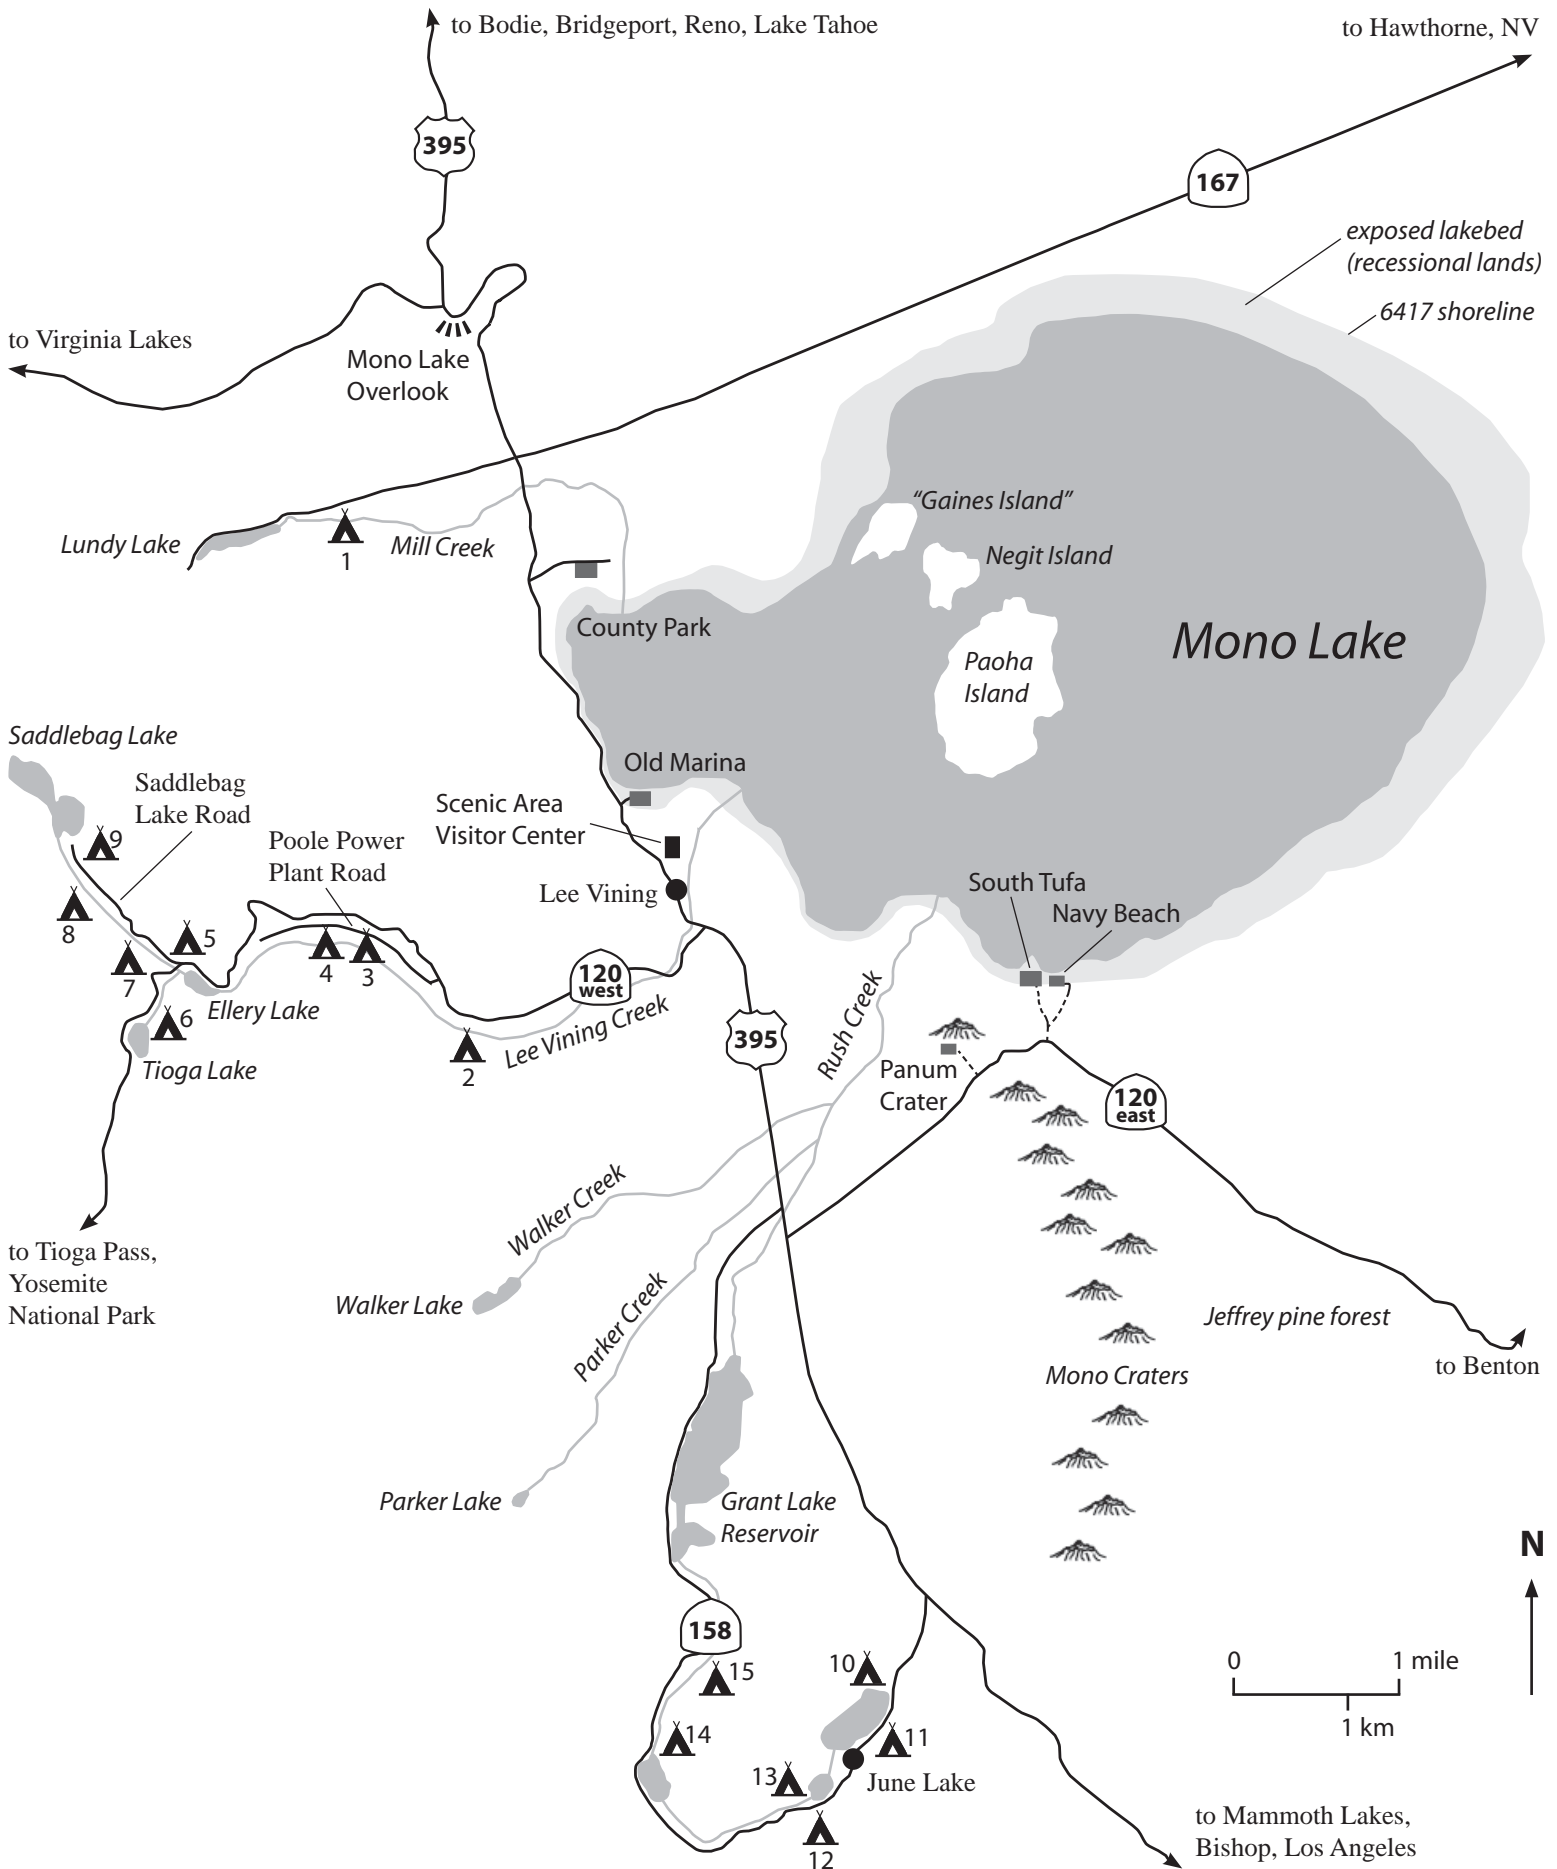 to Bodie, Bridgeport, Reno, Lake Tahoe
to Hawthorne, NV
395
167
exposed lakebed
(recessional lands)
6417 shoreline
to Virginia Lakes
Mono Lake
Overlook
“Gaines Island”
Lundy Lake
1
Mill Creek
Negit Island
County Park
Mono Lake
Paoha
Island
Saddlebag Lake
Old Marina
Saddlebag
Lake Road
Scenic Area
Visitor Center
Poole Power
Plant Road
9
Lee Vining
South Tufa
Navy Beach
8
5
4
3
7
120
west
Ellery Lake
6
Lee Vining Creek
Rush Creek
395
Tioga Lake
2
Panum
Crater
120
east
Walker Creek
to Tioga Pass,
Yosemite
National Park
Walker Lake
Parker Creek
Jeffrey pine forest
to Benton
Mono Craters
Parker Lake
Grant Lake
Reservoir
N
158
15
10
0
1 mile
1 km
14
11
13
June Lake
12
to Mammoth Lakes,
Bishop, Los Angeles